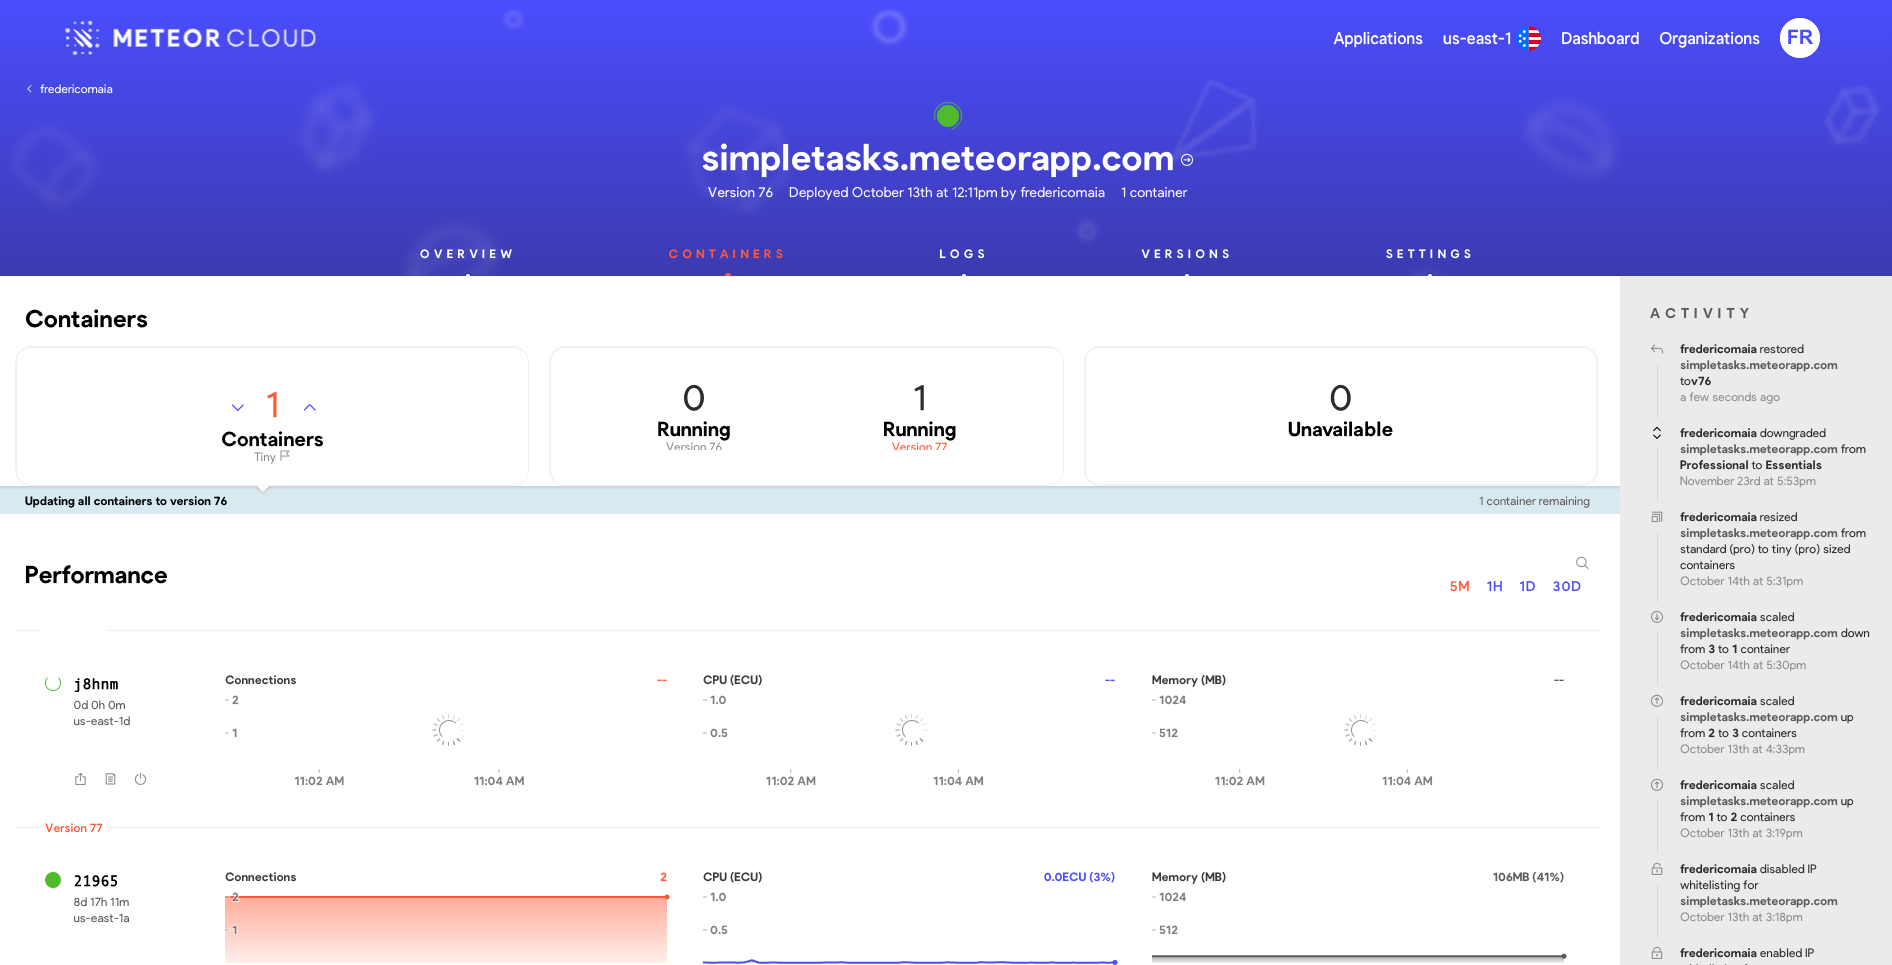 METEOR CLOUD
Applications us-east-1 Dashboard Organizations FR
fredericomaia
simpletasks.meteorapp.com
Version 76 Deployed October 13th at 12:11pm by fredericomaia 1 container
OVERVIEW CONTAINERS LOGS VERSIONS SETTINGS
Containers
1
Containers
Tiny
0
Running
Version 76
1
Running
Version 77
0
Unavailable
Updating all containers to version 76 1 container remaining
Performance
5M 1H 1D 30D
j8hnm
0d 0h 0m
us-east-1d
Connections --
2
1
11:02 AM 11:04 AM
CPU (ECU) --
1.0
0.5
11:02 AM 11:04 AM
Memory (MB) --
1024
512
11:02 AM 11:04 AM
Version 77
21965
8d 17h 11m
us-east-1a
Connections 2
2
1
CPU (ECU) 0.0ECU (3%)
1.0
0.5
Memory (MB) 106MB (41%)
1024
512
ACTIVITY
fredericomaia restored
simpletasks.meteorapp.com
tov76
a few seconds ago
fredericomaia downgraded
simpletasks.meteorapp.com from
Professional to Essentials
November 23rd at 5:53pm
fredericomaia resized
simpletasks.meteorapp.com from
standard (pro) to tiny (pro) sized
containers
October 14th at 5:31pm
fredericomaia scaled
simpletasks.meteorapp.com down
from 3 to 1 container
October 14th at 5:30pm
fredericomaia scaled
simpletasks.meteorapp.com up
from 2 to 3 containers
October 13th at 4:33pm
fredericomaia scaled
simpletasks.meteorapp.com up
from 1 to 2 containers
October 13th at 3:19pm
fredericomaia disabled IP
whitelisting for
simpletasks.meteorapp.com
October 13th at 3:18pm
fredericomaia enabled IP